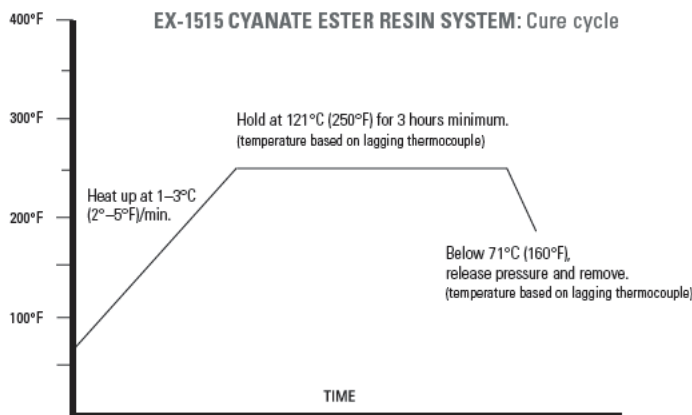 EX-1515 CYANATE ESTER RESIN SYSTEM: Cure cycle
400°F
300°F
Hold at 121°C (250°F) for 3 hours minimum.
(temperature based on lagging thermocouple)
Heat up at 1–3°C
(2°–5°F)/min.
200°F
Below 71°C (160°F),
release pressure and remove.
(temperature based on lagging thermocouple)
100°F
TIME